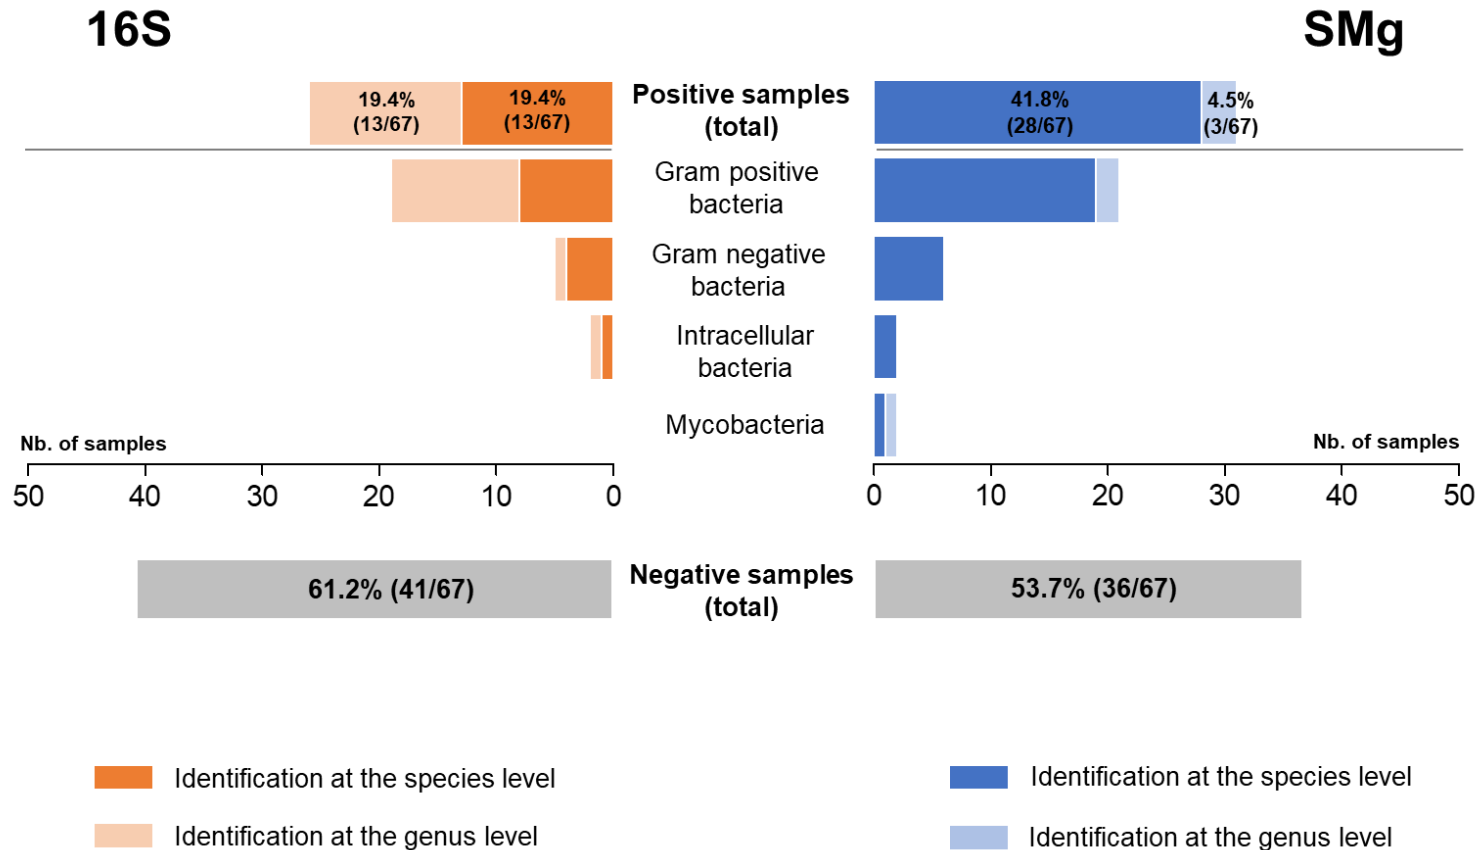 16S
SMg
19.4%
(13/67)
19.4%
(13/67)
Positive samples
(total)
41.8%
(28/67)
4.5%
(3/67)
Gram positive
bacteria
Gram negative
bacteria
Intracellular
bacteria
Mycobacteria
Nb. of samples
Nb. of samples
50 40 30 20 10 0
0 10 20 30 40 50
61.2% (41/67)
Negative samples
(total)
53.7% (36/67)
Identification at the species level
Identification at the genus level
Identification at the species level
Identification at the genus level